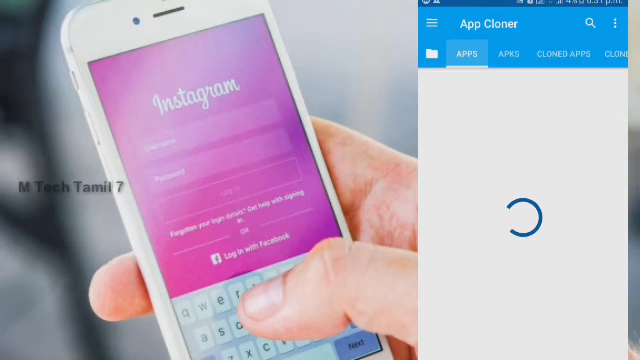 Instagram
Username
Password
Log in
Forgotten your login details? Get help with signing
in.
OR
Log in with Facebook
q w e r
a s d
z x c b n
Next
M Tech Tamil 7
App Cloner
APPS APKS CLONED APPS CLONE